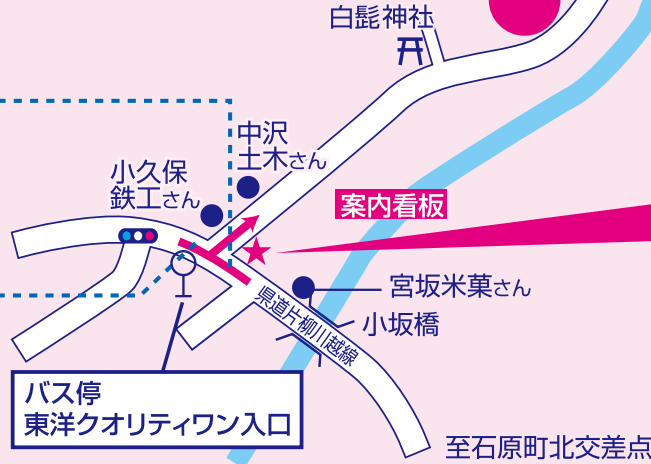 白髭神社
中沢
土木さん
小久保
鉄工さん
案内看板
宮坂米菓さん
県道片柳川越線
小坂橋
バス停
東洋クオリティワン入口
至石原町北交差点